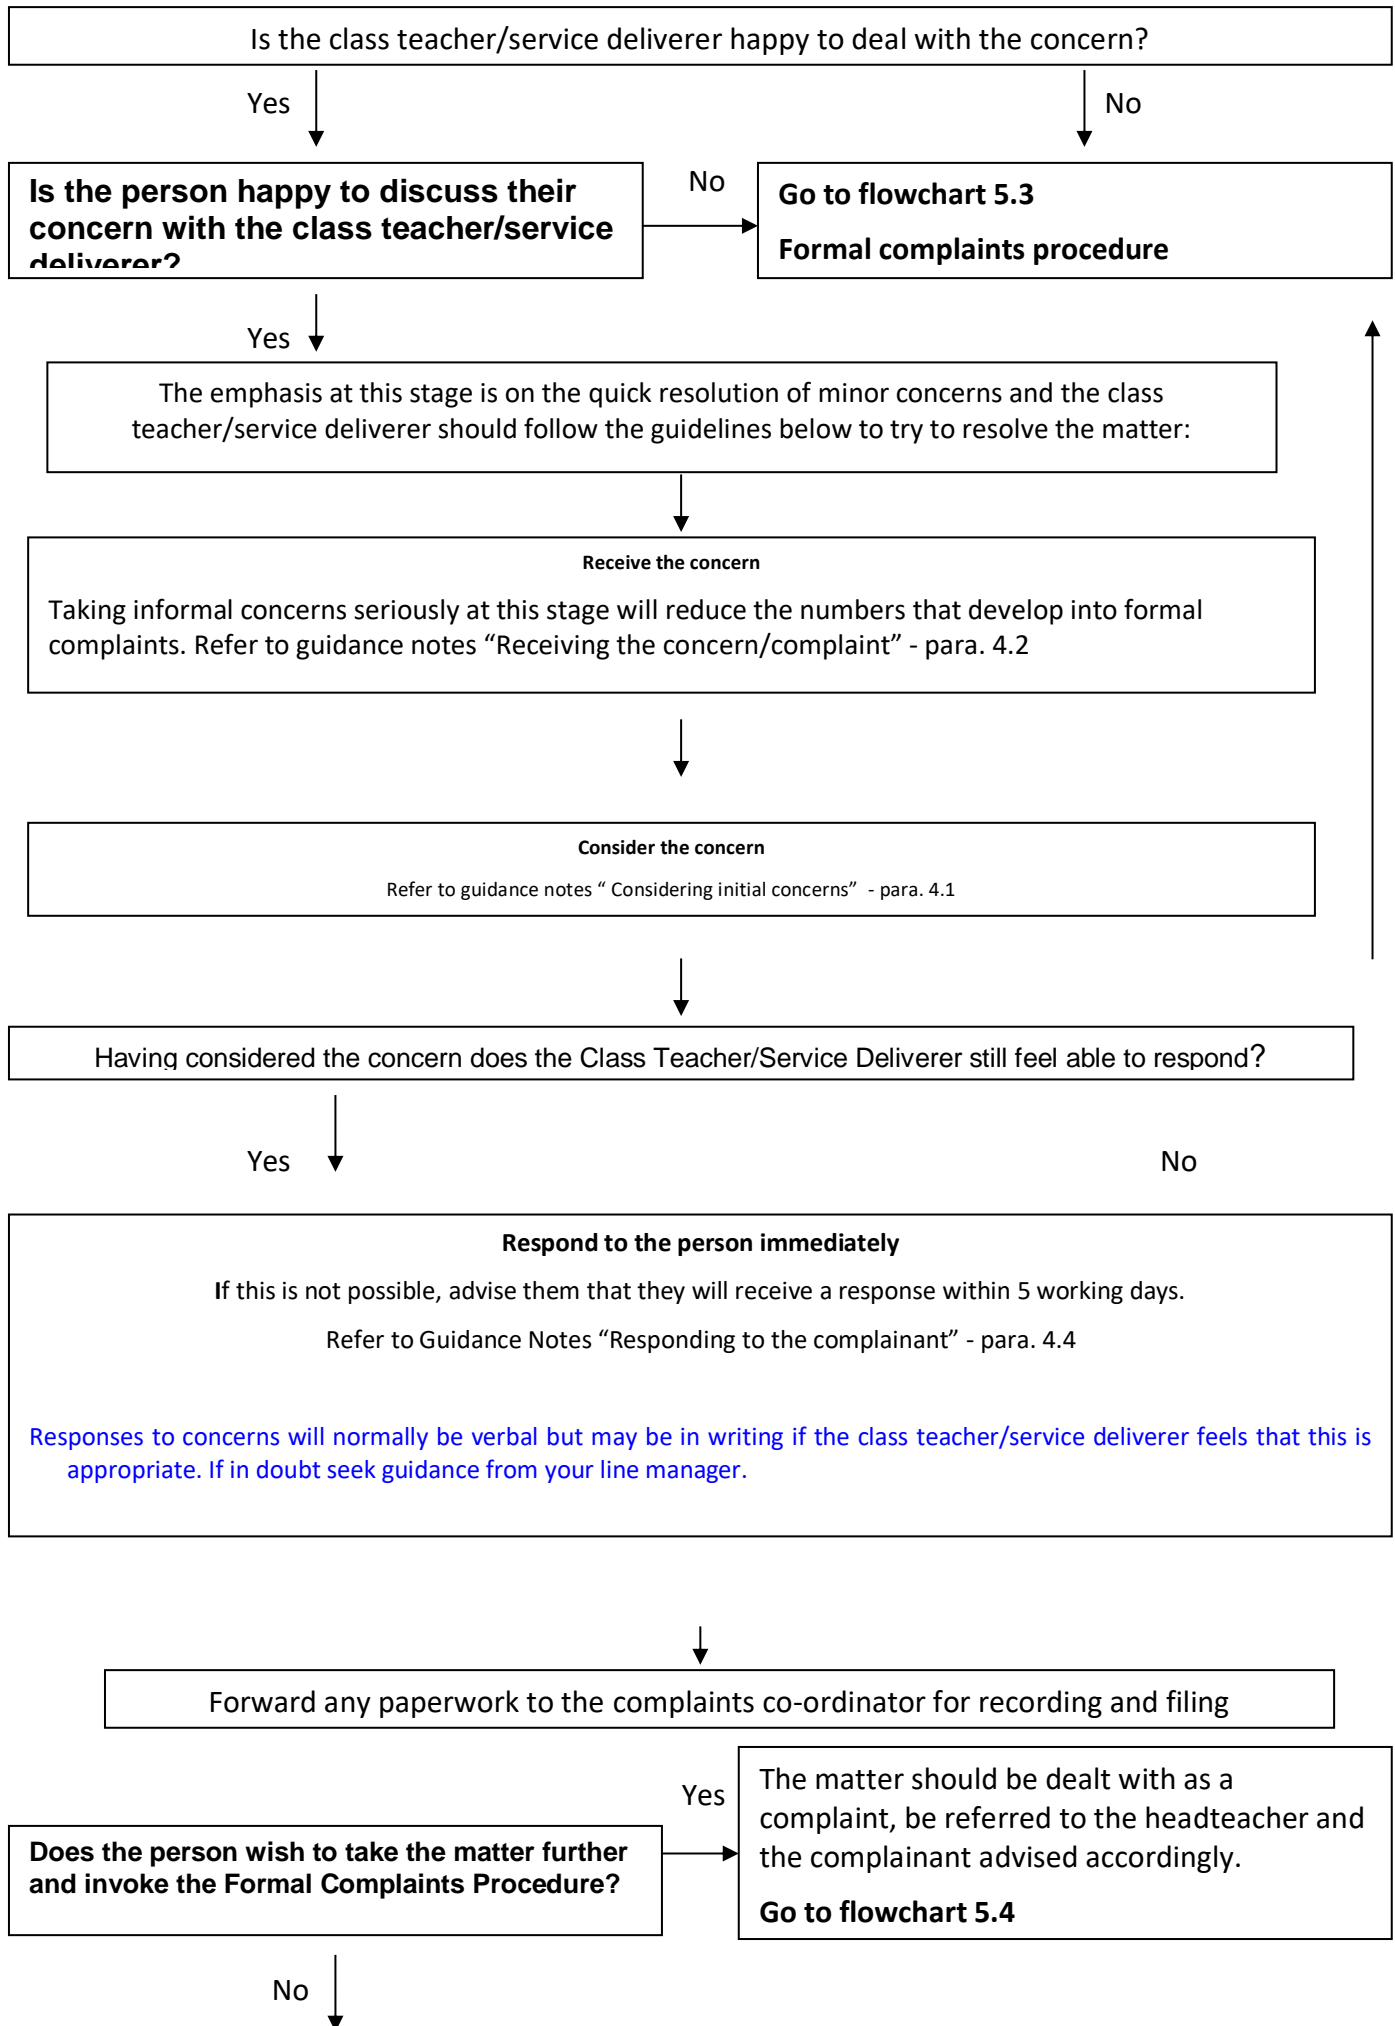 Is the class teacher/service deliverer happy to deal with the concern?
Yes
No
Is the person happy to discuss their
concern with the class teacher/service
deliverer?
No
Go to flowchart 5.3
Formal complaints procedure
Yes
The emphasis at this stage is on the quick resolution of minor concerns and the class
teacher/service deliverer should follow the guidelines below to try to resolve the matter:
Receive the concern
Taking informal concerns seriously at this stage will reduce the numbers that develop into formal
complaints. Refer to guidance notes “Receiving the concern/complaint” - para. 4.2
Consider the concern
Refer to guidance notes “ Considering initial concerns” - para. 4.1
Having considered the concern does the Class Teacher/Service Deliverer still feel able to respond?
Yes
No
Respond to the person immediately
If this is not possible, advise them that they will receive a response within 5 working days.
Refer to Guidance Notes “Responding to the complainant” - para. 4.4
Responses to concerns will normally be verbal but may be in writing if the class teacher/service deliverer feels that this is
appropriate. If in doubt seek guidance from your line manager.
Forward any paperwork to the complaints co-ordinator for recording and filing
Does the person wish to take the matter further
and invoke the Formal Complaints Procedure?
Yes
The matter should be dealt with as a
complaint, be referred to the headteacher and
the complainant advised accordingly.
Go to flowchart 5.4
No